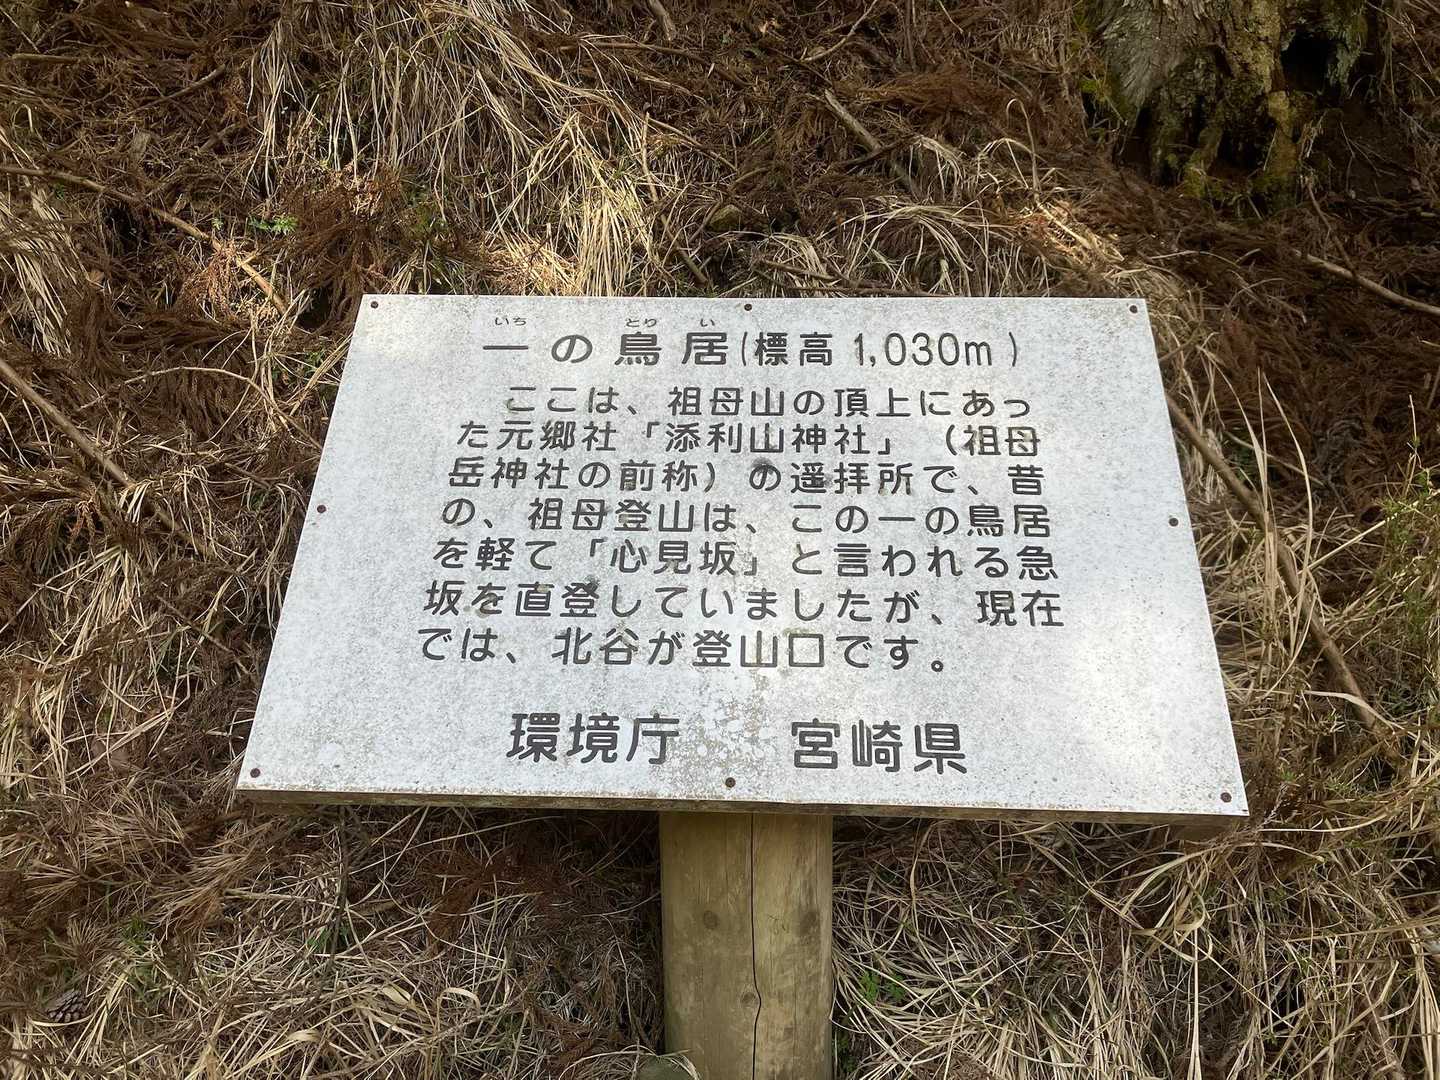 いち とり い
一の鳥居(標高 1,030m)
ここは、祖母山の頂上にあっ
た元郷社「添利山神社」（祖母
岳神社の前称）の遥拝所で、昔
の、祖母登山は、この一の鳥居
を軽て「心見坂」と言われる急
坂を直登していましたが、現在
では、北谷が登山口です。
環境庁 宮崎県